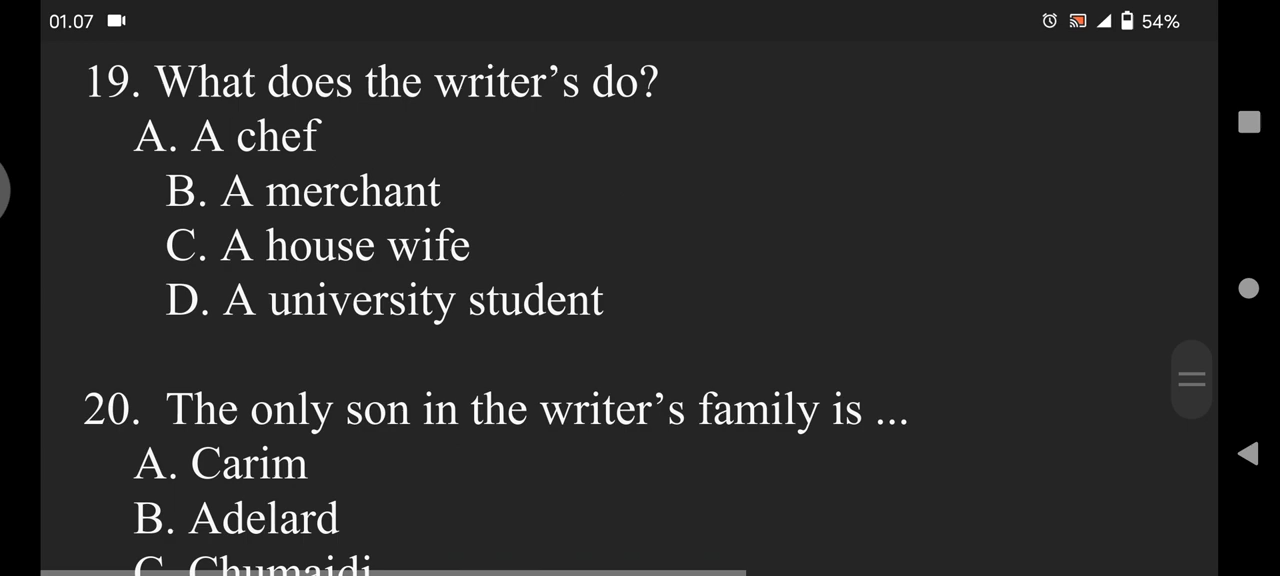 01.07
54%
19. What does the writer’s do?
A. A chef
B. A merchant
C. A house wife
D. A university student
20. The only son in the writer’s family is ...
A. Carim
B. Adelard
C. Chumaidi